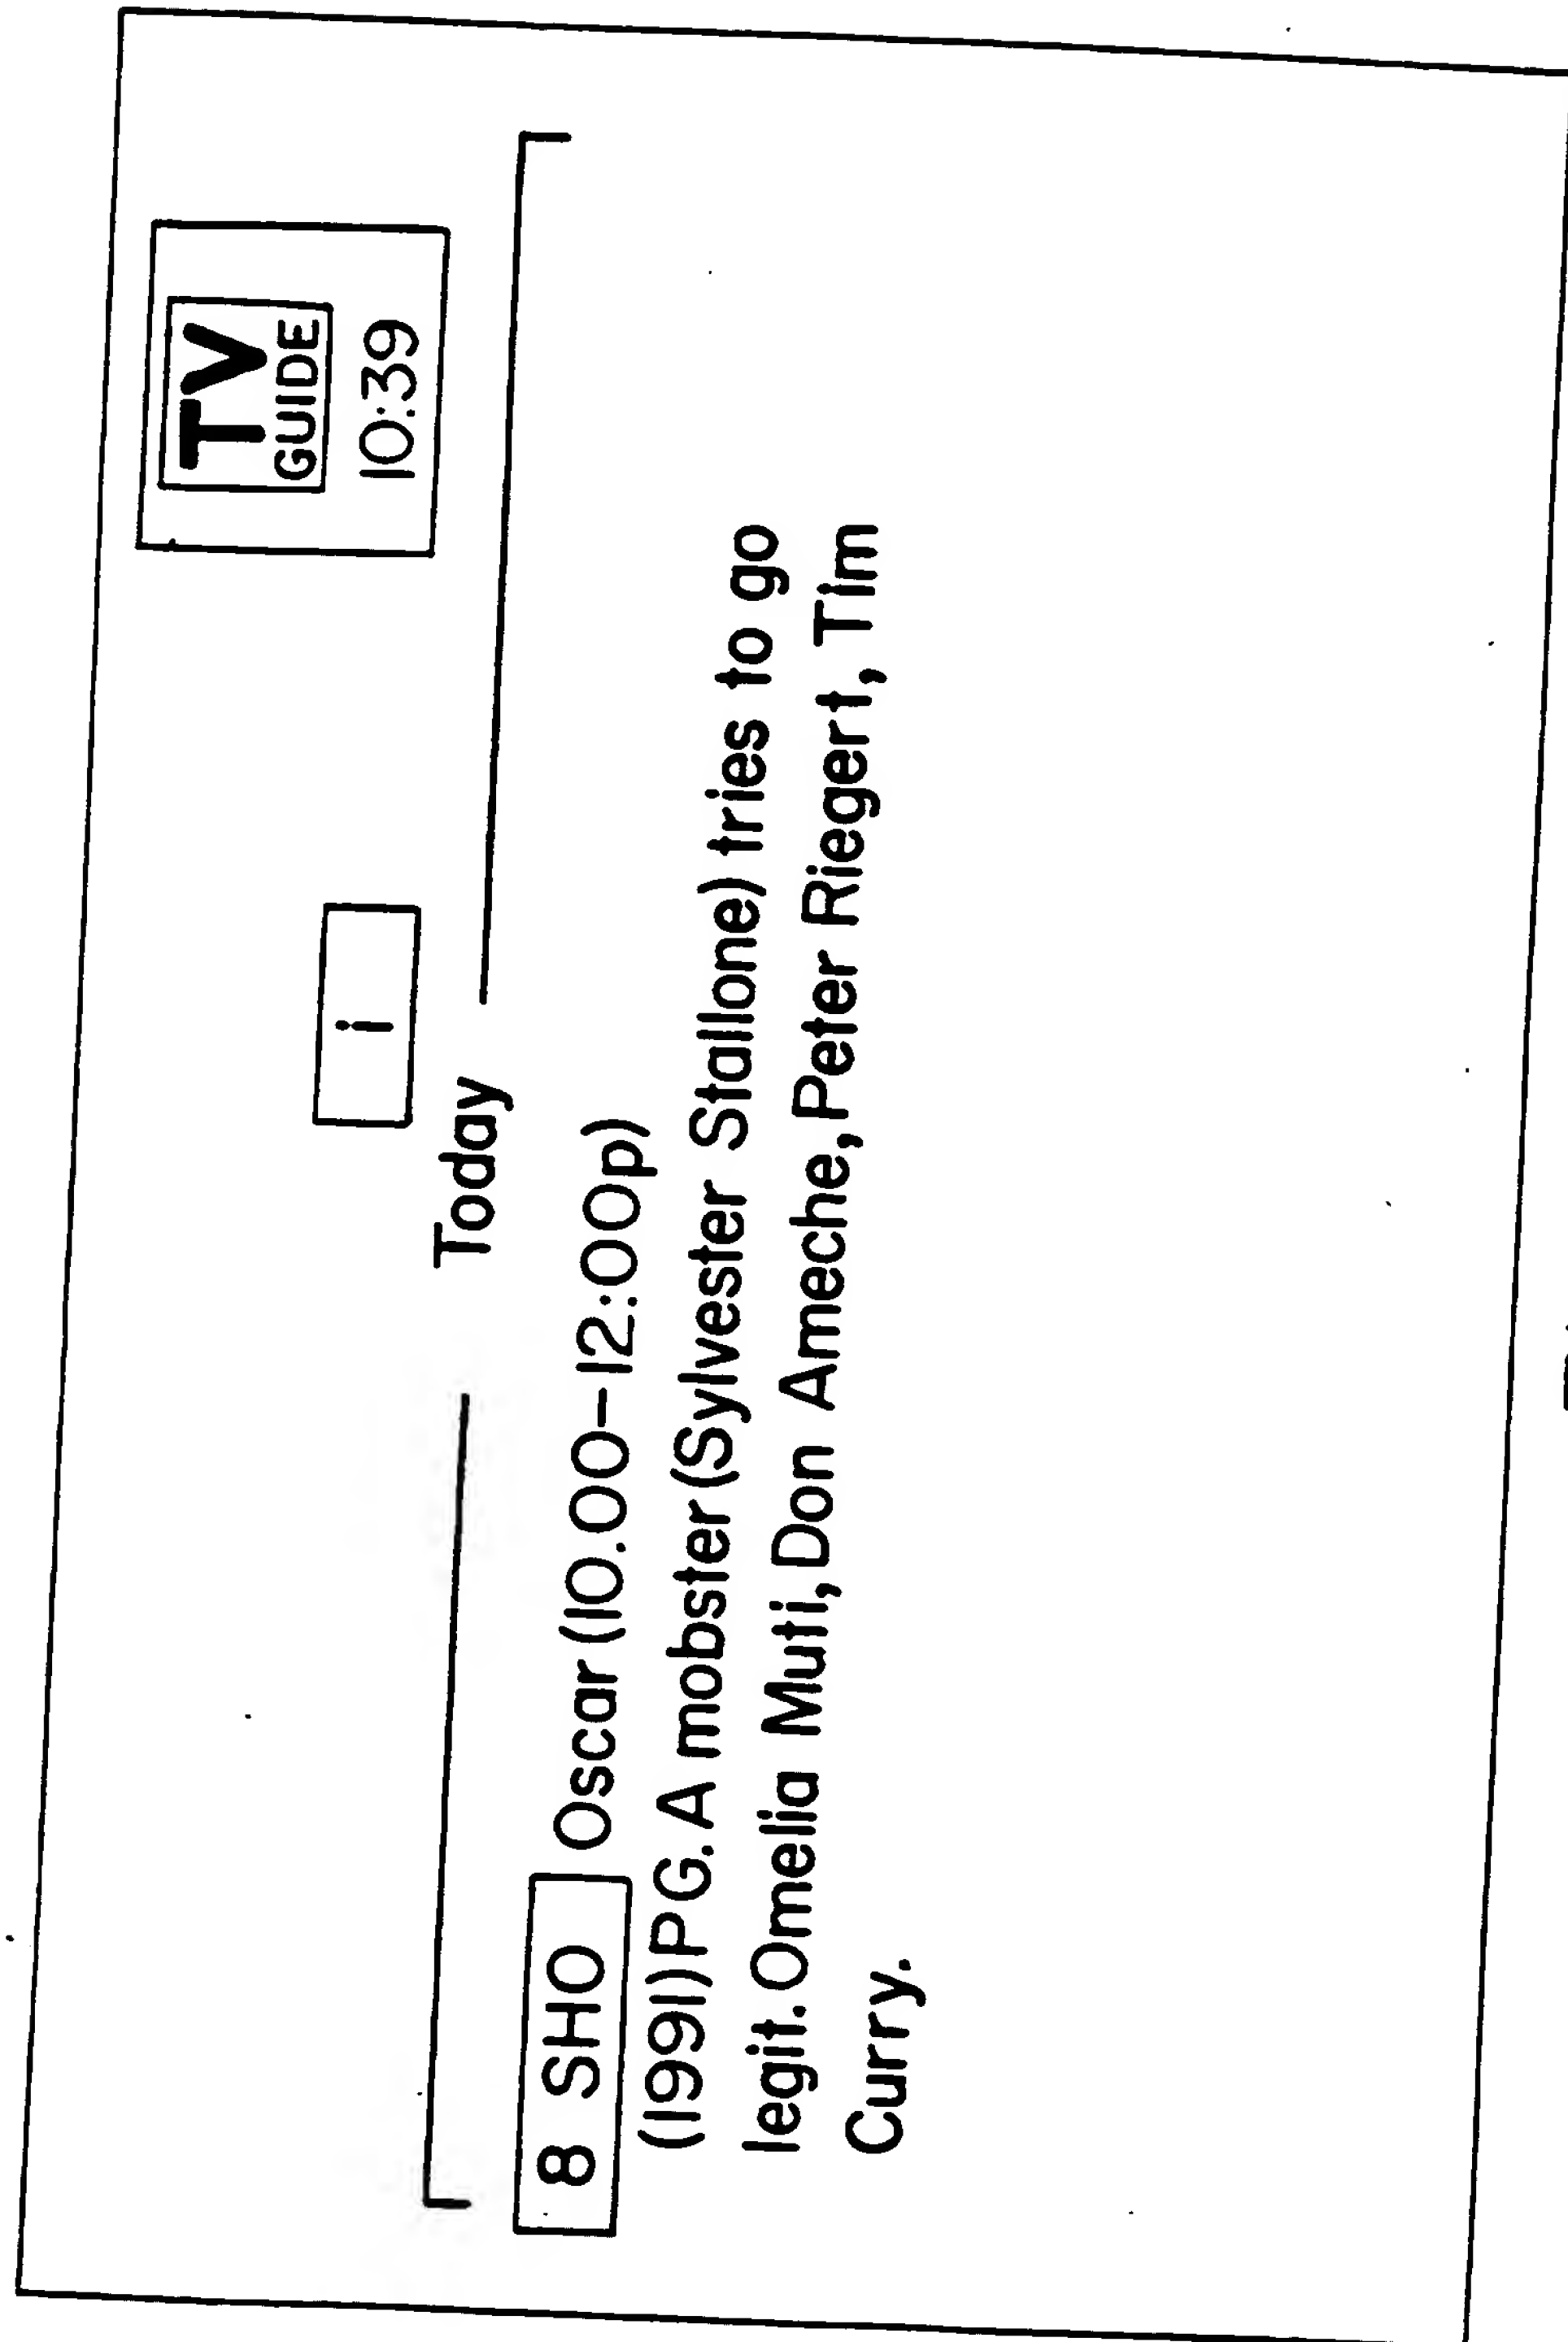 TV
GUIDE
10:39
i
Today
8 SHO Oscar (10.00-12:00p)
(1991)PG. A mobster (Sylvester Stallone) tries to go
legit. Omelia Muti, Don Ameche, Peter Riegert, Tim
Curry.